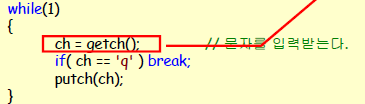 while(1)
{
ch = getch(); // 문자를 입력받는다.
if( ch == 'q' ) break;
putch(ch);
}